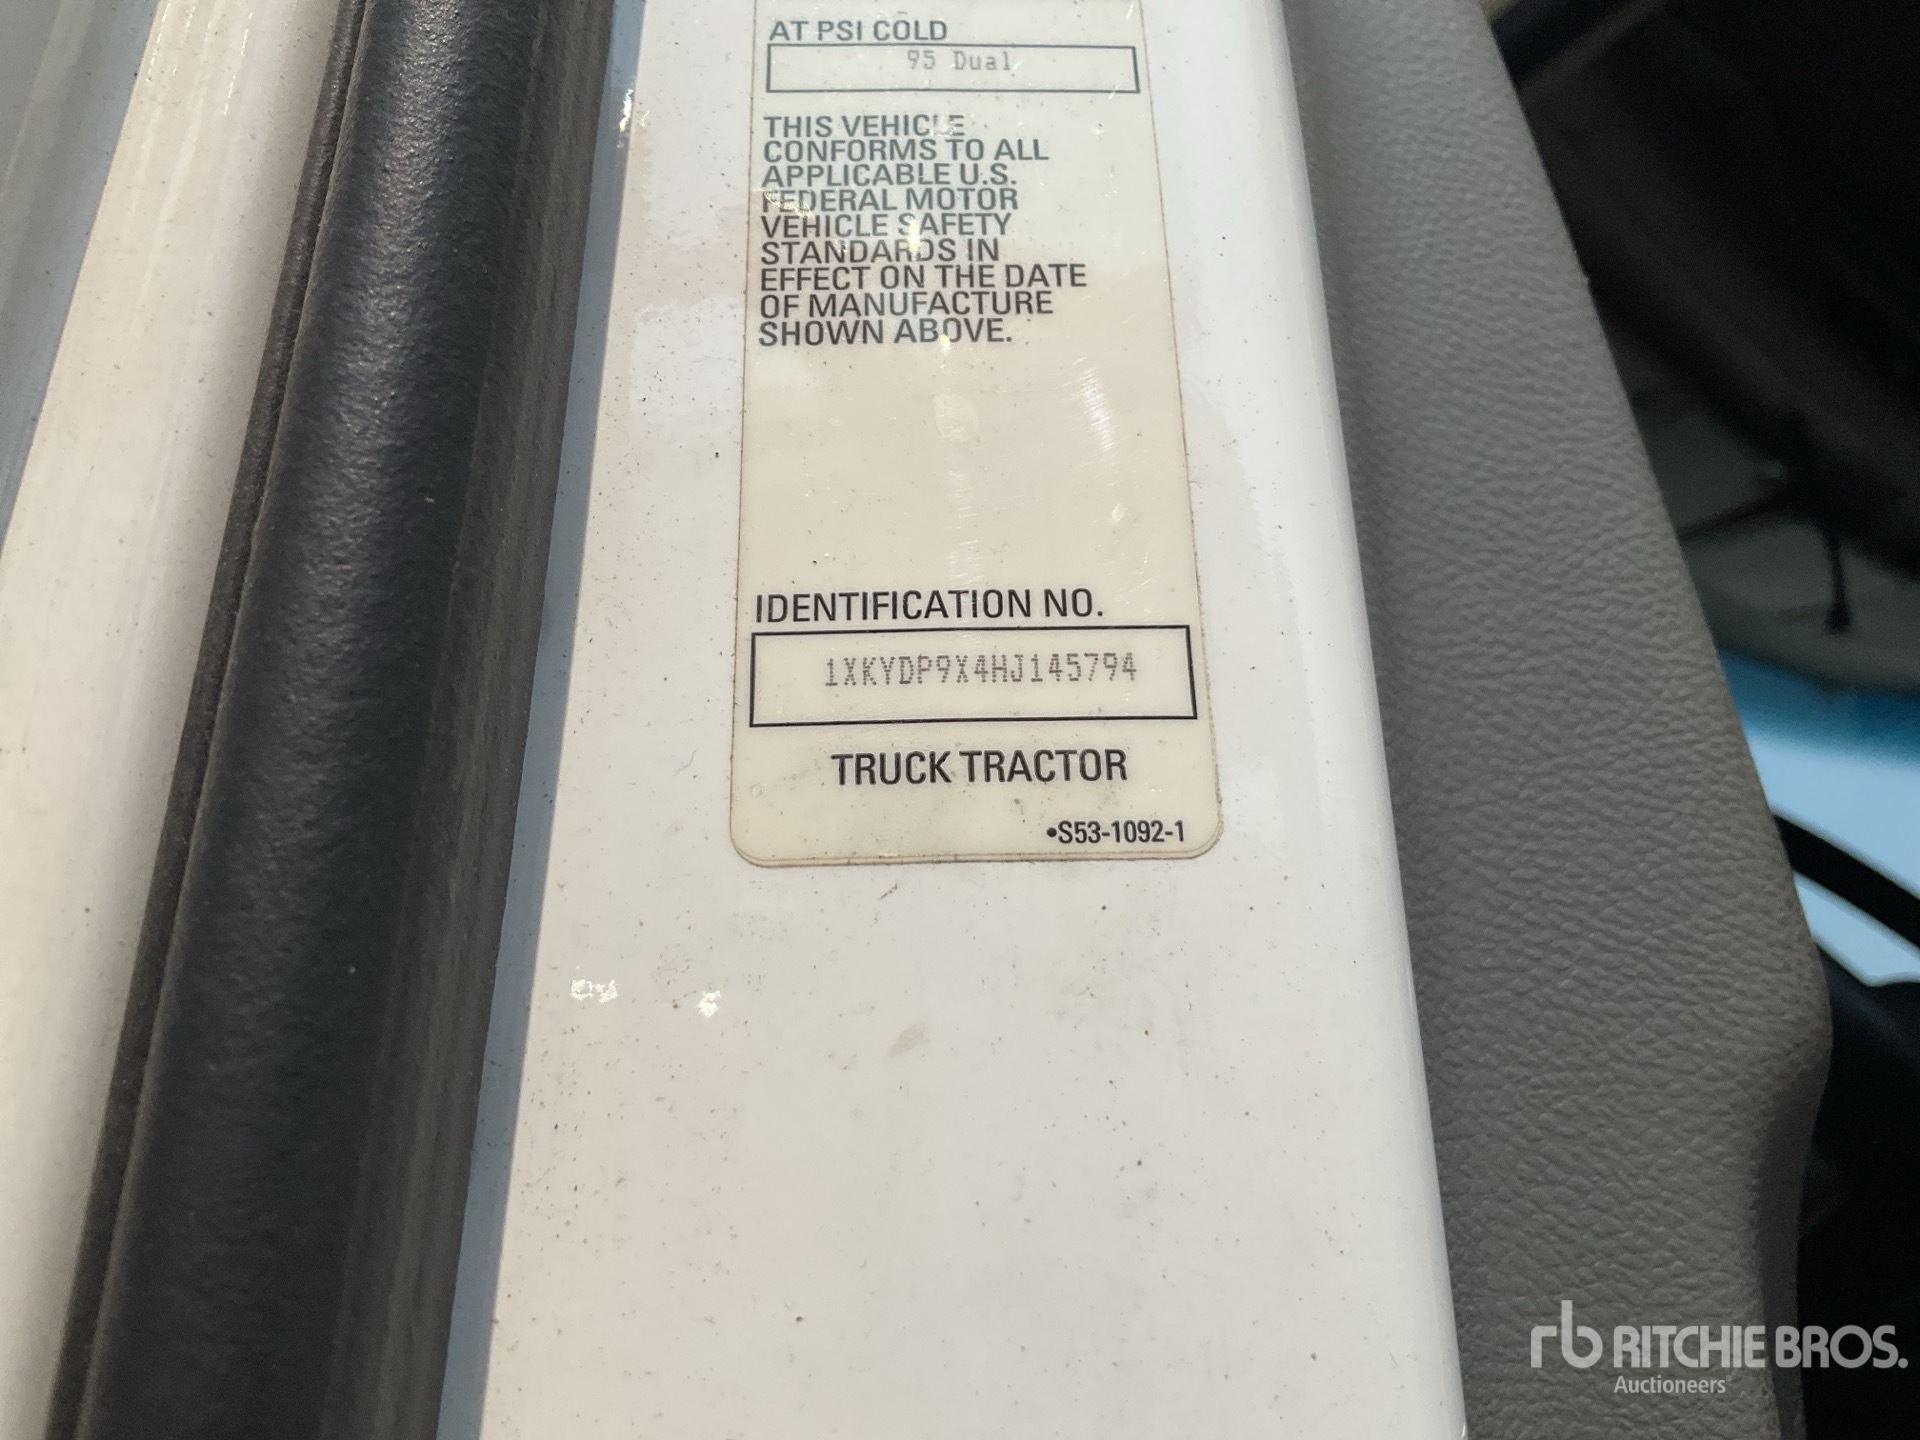 AT PSI COLD
95 Dual
THIS VEHICLE
CONFORMS TO ALL
APPLICABLE U.S.
FEDERAL MOTOR
VEHICLE SAFETY
STANDARDS IN
EFFECT ON THE DATE
OF MANUFACTURE
SHOWN ABOVE.
IDENTIFICATION NO.
1XKYDP9X4HJ145794
TRUCK TRACTOR
•S53-1092-1
rb RITCHIE BROS.
Auctioneers